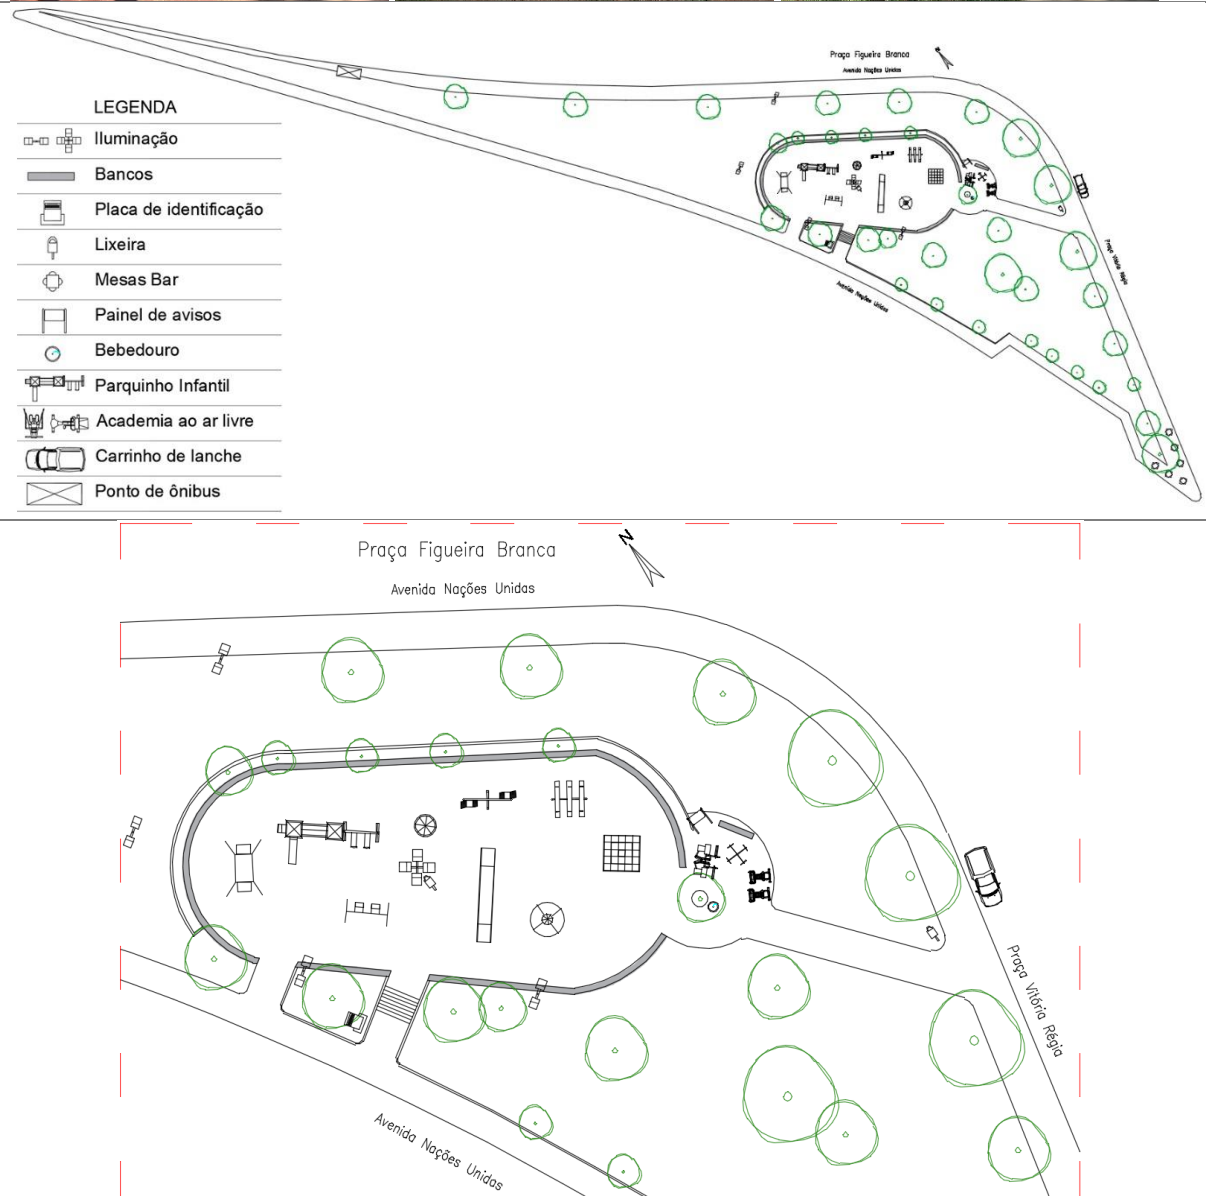 Praça Figueira Branca
Avenida Nações Unidas
N
LEGENDA
Iluminação
Bancos
Placa de identificação
Lixeira
Mesas Bar
Painel de avisos
Bebedouro
Parquinho Infantil
Academia ao ar livre
Carrinho de lanche
Ponto de ônibus
Praça Vitória Régia
Avenida Nações Unidas
Praça Figueira Branca
N
Avenida Nações Unidas
Praça Vitória Régia
Avenida Nações Unidas